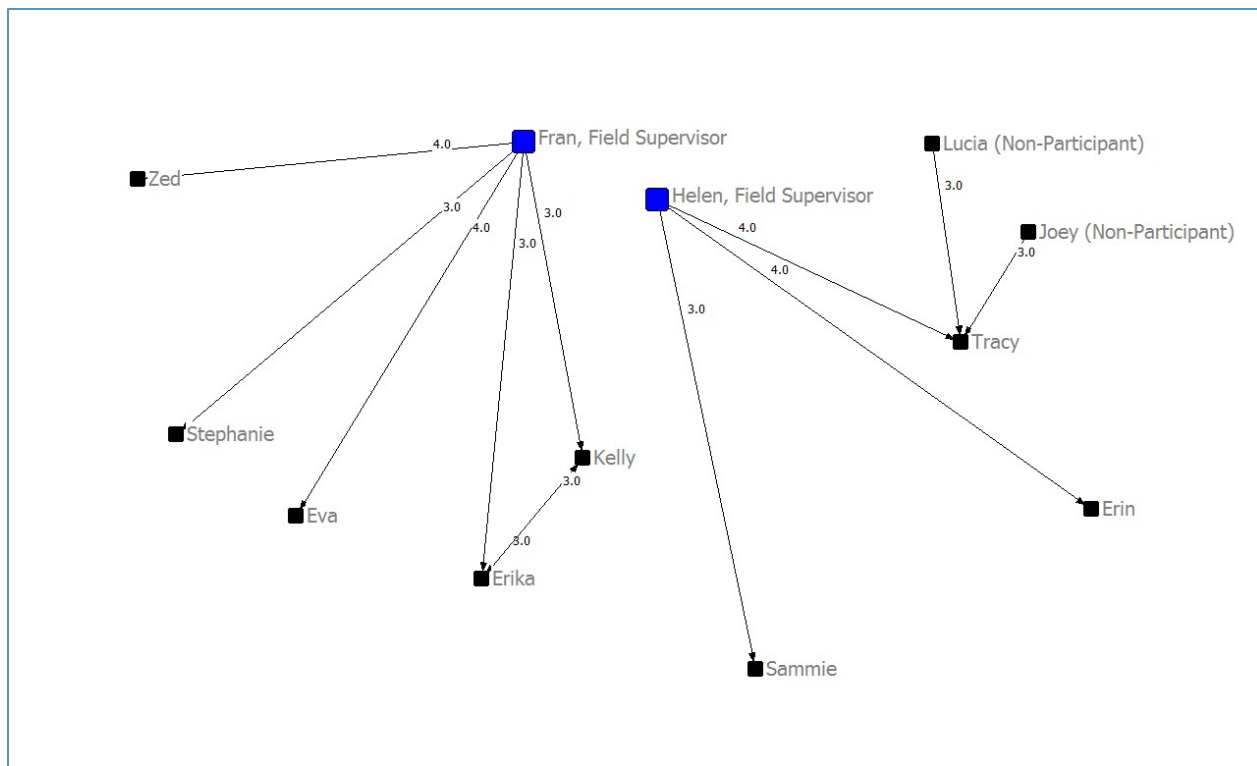 Fran, Field Supervisor
Lucia (Non-Participant)
4.0
Zed
3.0
Helen, Field Supervisor
3.0
3.0
4.0
4.0
Joey (Non-Participant)
3.0
3.0
4.0
3.0
Tracy
Stephanie
Kelly
3.0
Eva
Erin
3.0
Erika
Sammie